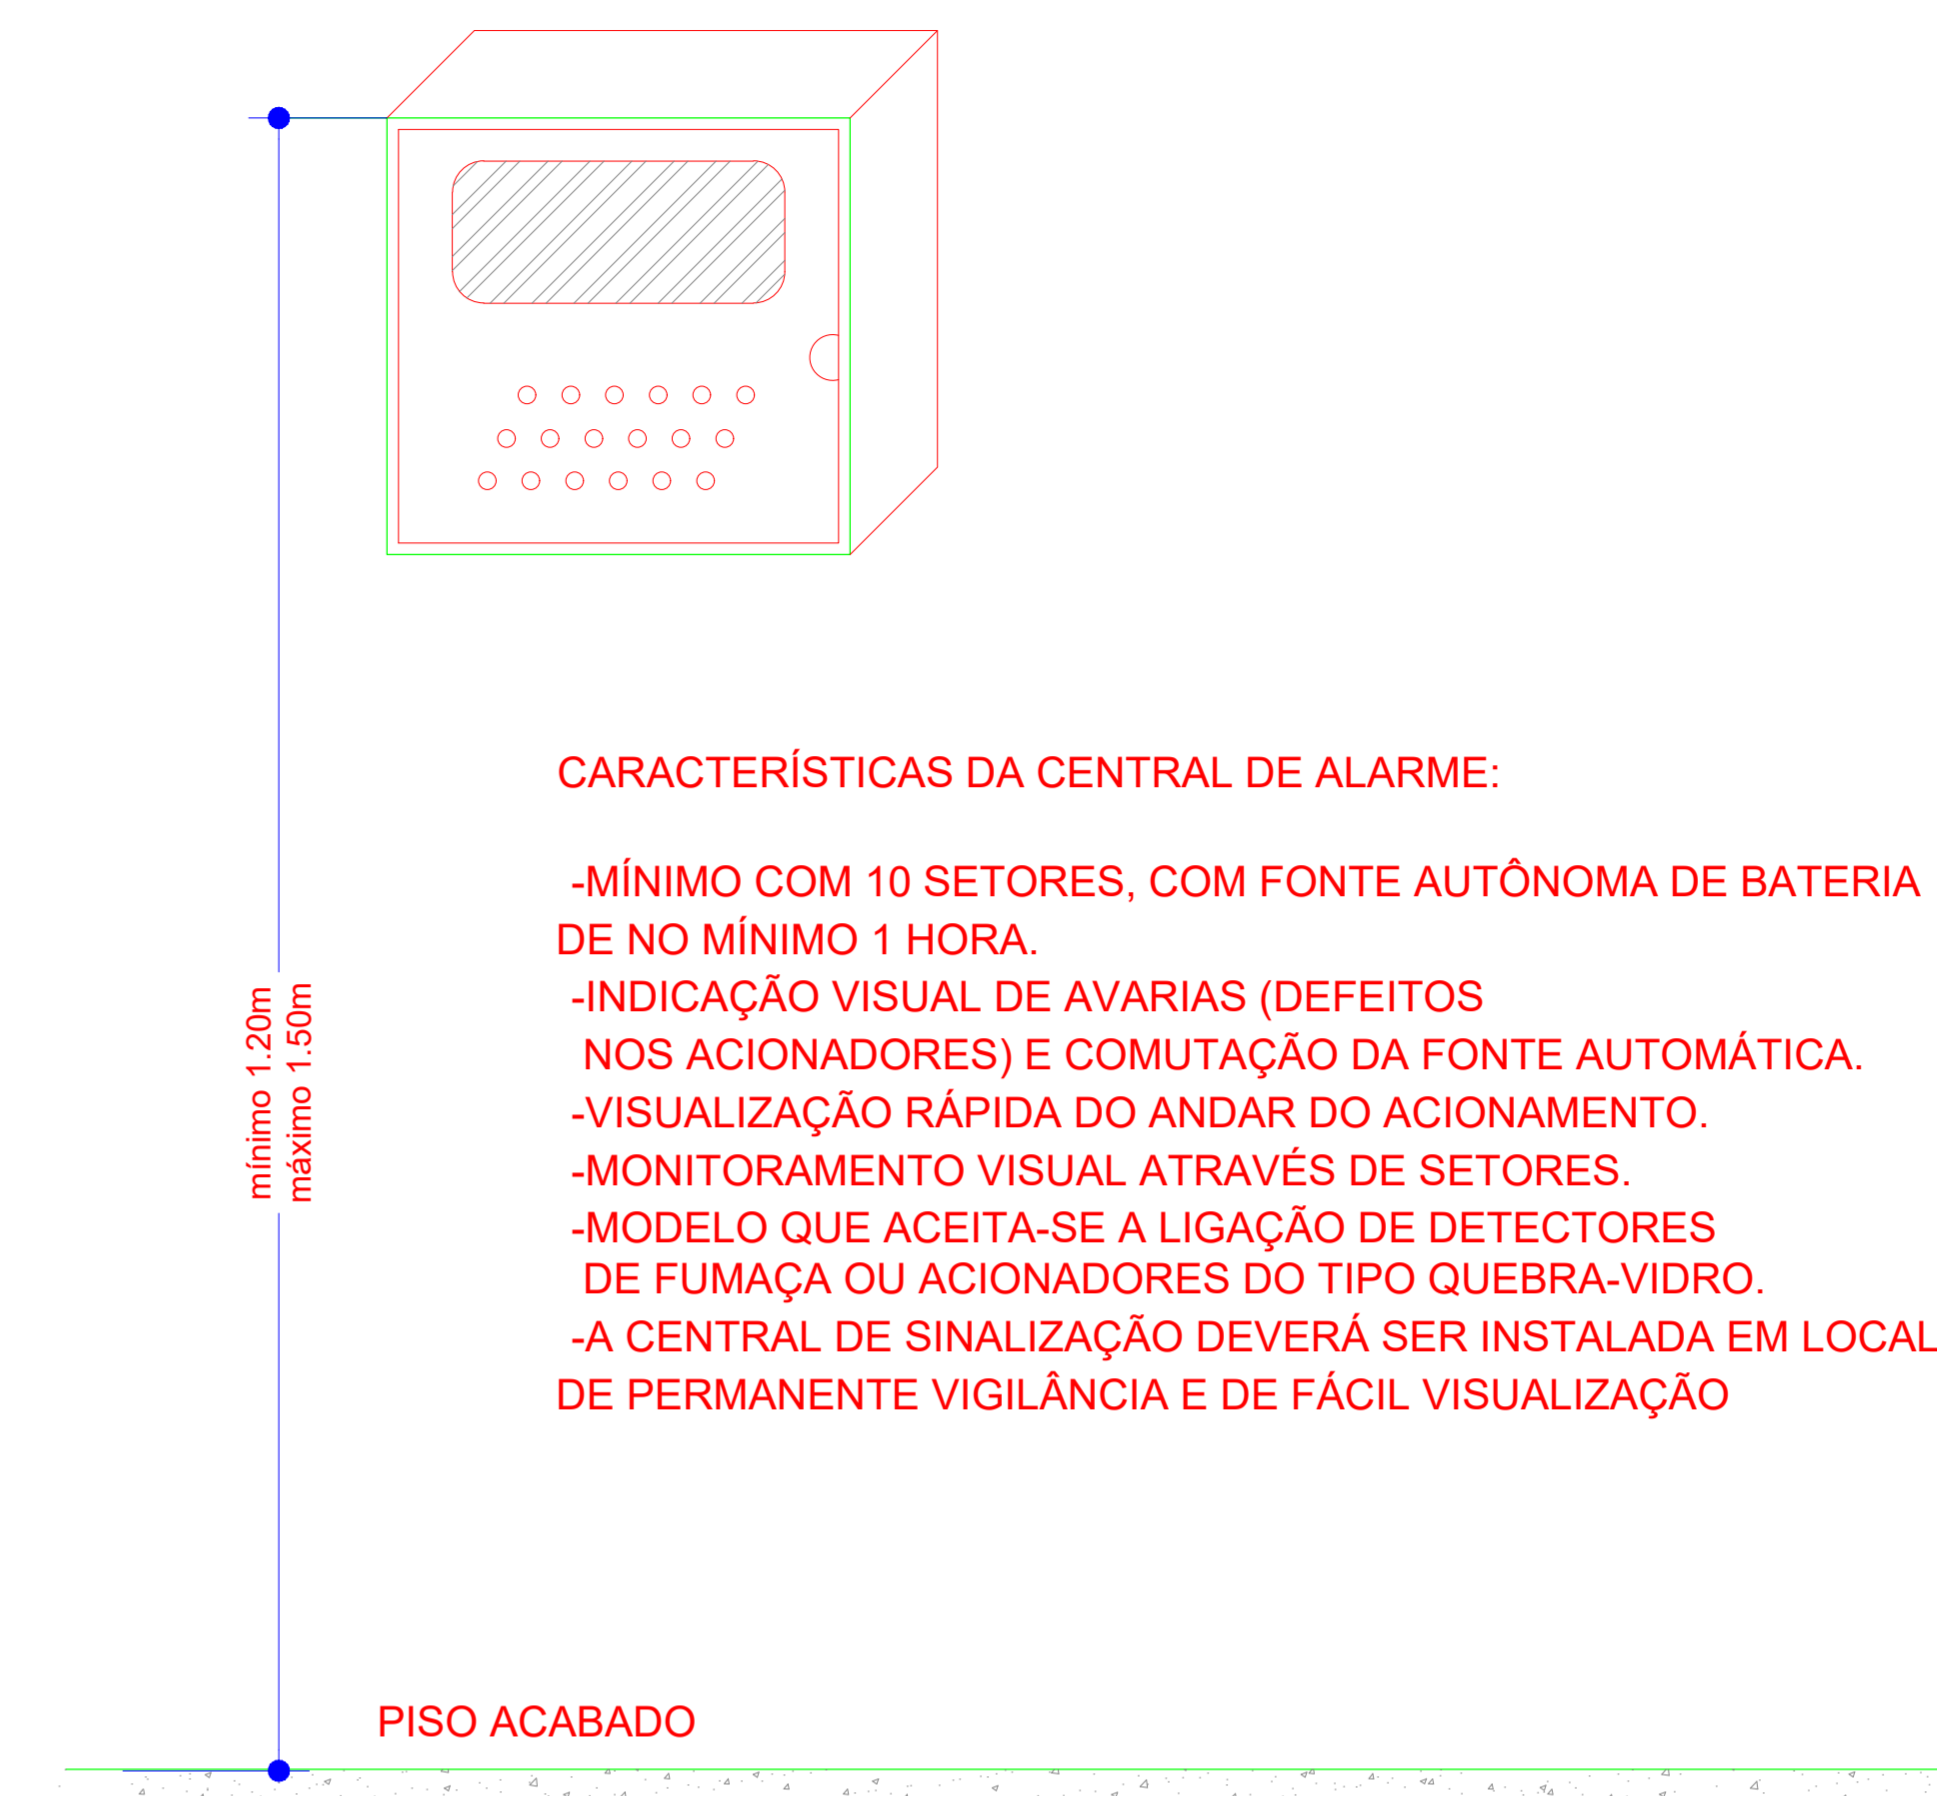 CARACTERÍSTICAS DA CENTRAL DE ALARME:
-MÍNIMO COM 10 SETORES, COM FONTE AUTÔNOMA DE BATERIA
DE NO MÍNIMO 1 HORA.
-INDICAÇÃO VISUAL DE AVARIAS (DEFEITOS
NOS ACIONADORES) E COMUTAÇÃO DA FONTE AUTOMÁTICA.
-VISUALIZAÇÃO RÁPIDA DO ANDAR DO ACIONAMENTO.
-MONITORAMENTO VISUAL ATRAVÉS DE SETORES.
-MODELO QUE ACEITA-SE A LIGAÇÃO DE DETECTORES
DE FUMAÇA OU ACIONADORES DO TIPO QUEBRA-VIDRO.
-A CENTRAL DE SINALIZAÇÃO DEVERÁ SER INSTALADA EM LOCAL
DE PERMANENTE VIGILÂNCIA E DE FÁCIL VISUALIZAÇÃO
mínimo 1.20m
máximo 1.50m
PISO ACABADO